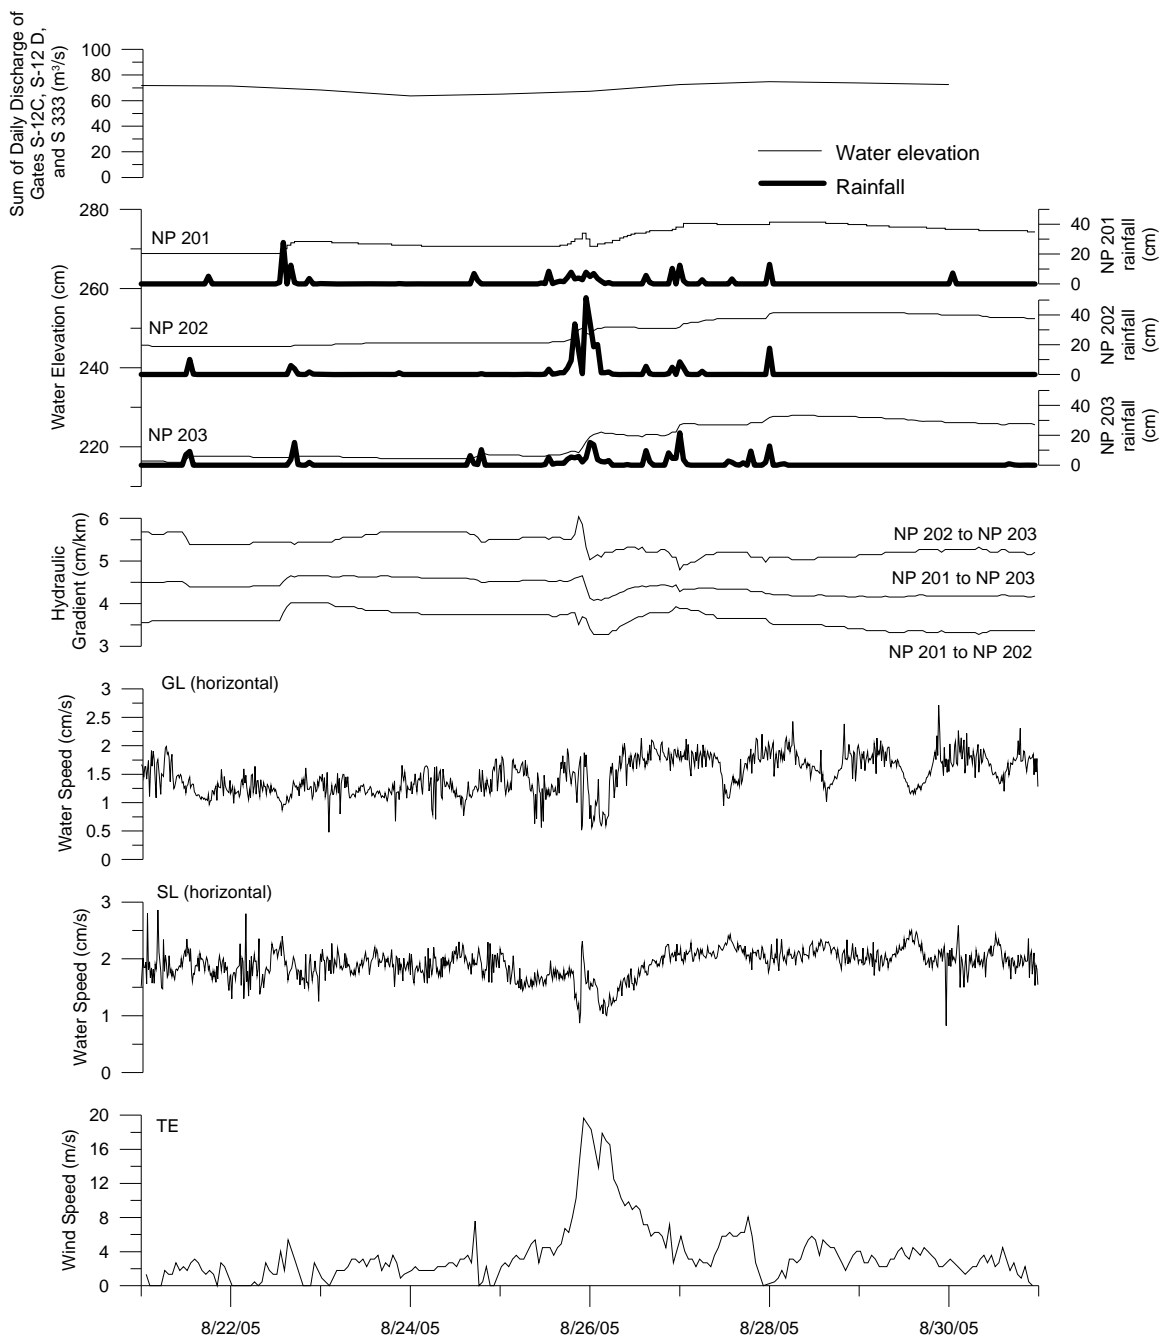 Sum of Daily Discharge of
Gates S-12C, S-12 D,
and S 333 (m³/s)
100
80
60
40
20
0
Water elevation
Rainfall
Water Elevation (cm)
280
260
240
220
NP 201
NP 202
NP 203
40
20
0
NP 201
rainfall
(cm)
40
20
0
NP 202
rainfall
(cm)
40
20
0
NP 203
rainfall
(cm)
Hydraulic
Gradient (cm/km)
6
5
4
3
NP 202 to NP 203
NP 201 to NP 203
NP 201 to NP 202
GL (horizontal)
Water Speed (cm/s)
3
2.5
2
1.5
1
0.5
0
SL (horizontal)
Water Speed (cm/s)
3
2
1
0
TE
Wind Speed (m/s)
20
16
12
8
4
0
8/22/05
8/24/05
8/26/05
8/28/05
8/30/05